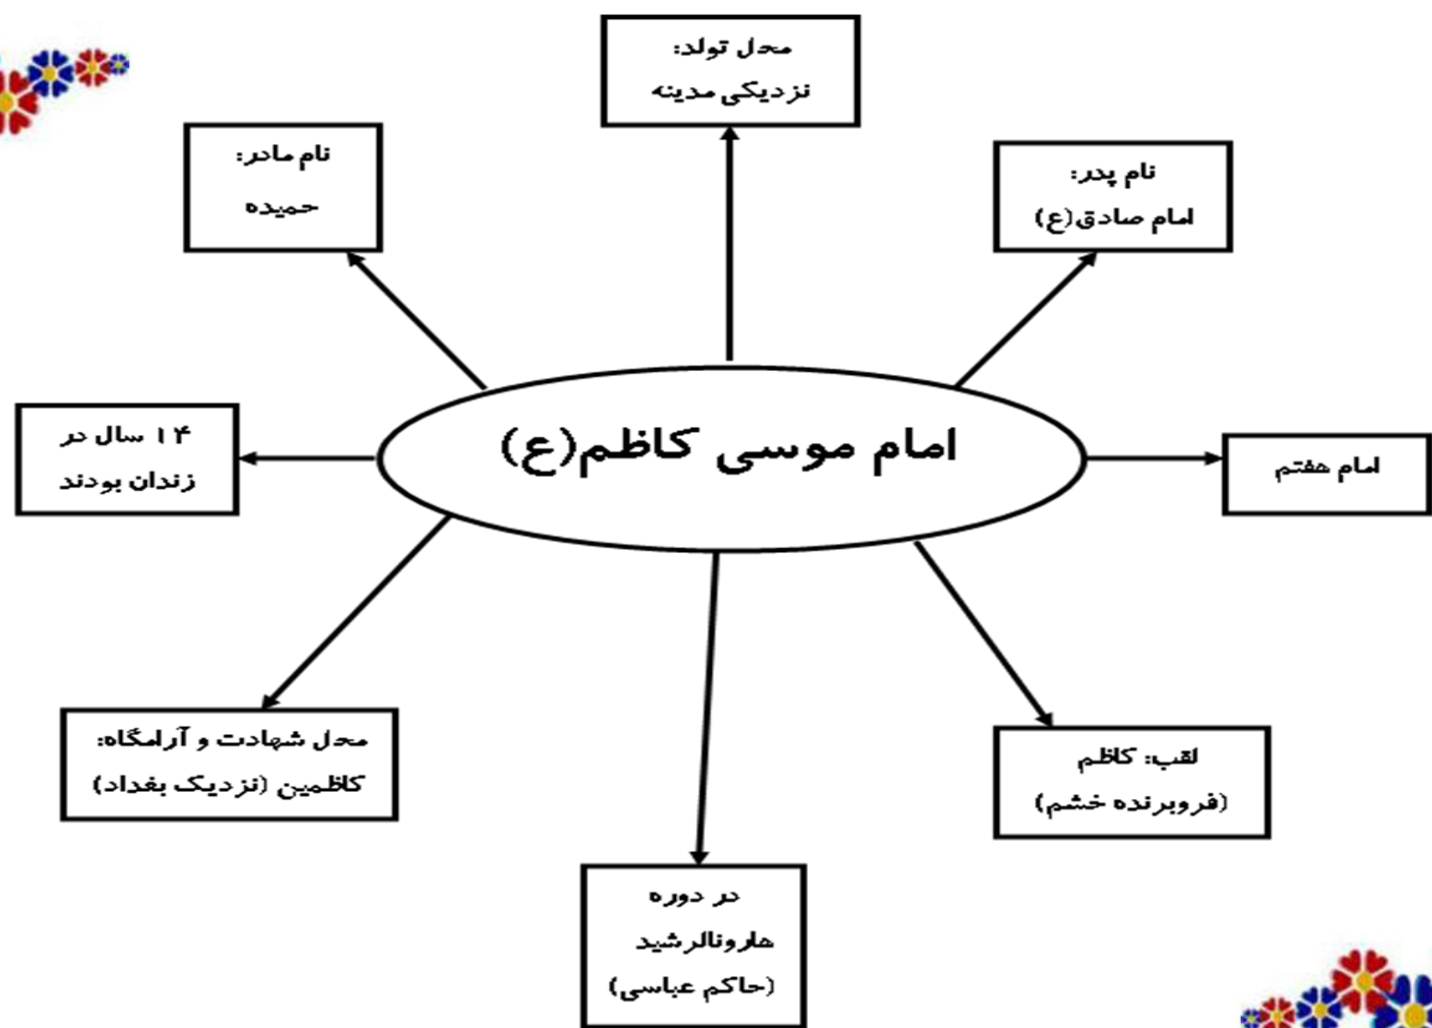 محل تولد:
نزدیکی مدینه
نام پدر:
امام صادق(ع)
نام مادر:
حمیده
امام موسی کاظم(ع)
امام هفتم
۱۴ سال در
زندان بودند
لقب: کاظم
(فروبرنده خشم)
محل شهادت و آرامگاه:
کاظمین (نزدیک بغداد)
در دوره
هارونالرشید
(حاکم عباسی)